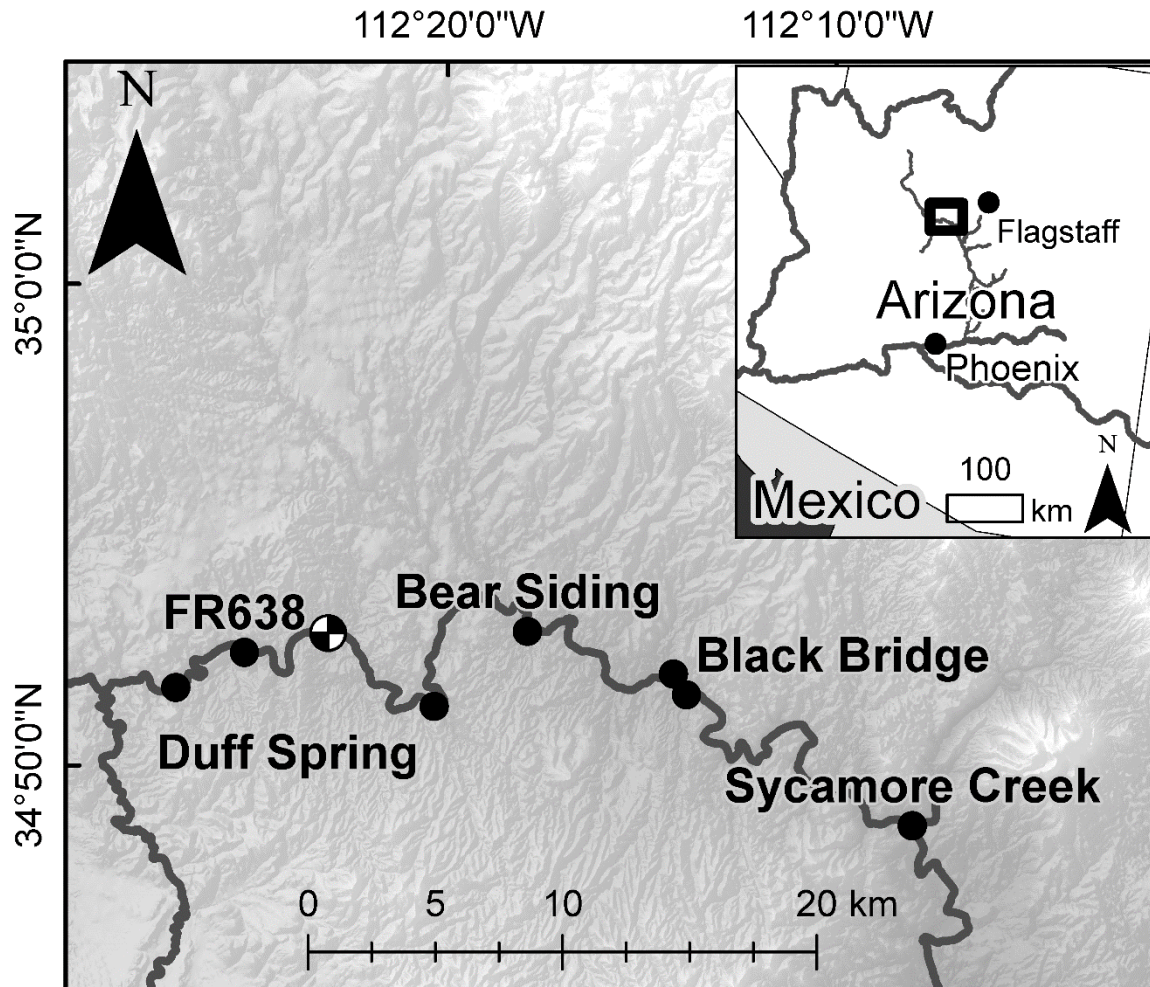 112°20'0"W
112°10'0"W
N
35°0'0"N
34°50'0"N
Flagstaff
Arizona
Phoenix
N
100
km
Mexico
Bear Siding
FR638
Black Bridge
Duff Spring
Sycamore Creek
0 5 10 20 km